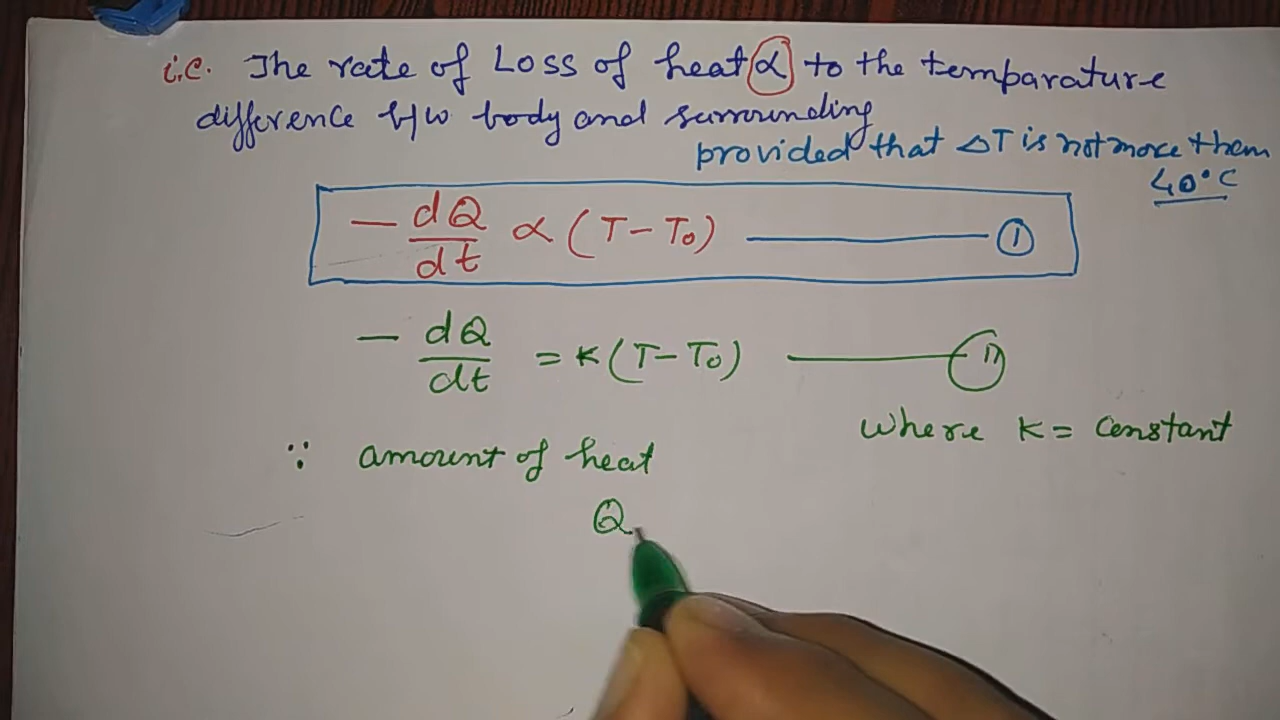 i.e. The rate of Loss of heat α to the temparature
difference b/w body and surrounding
provided that ΔT is not more them
40°C
- dQ/dt α (T - T₀) ——— ①
- dQ/dt = K (T - T₀) ——— ⑪
where K = constant
∵ amount of heat
Q